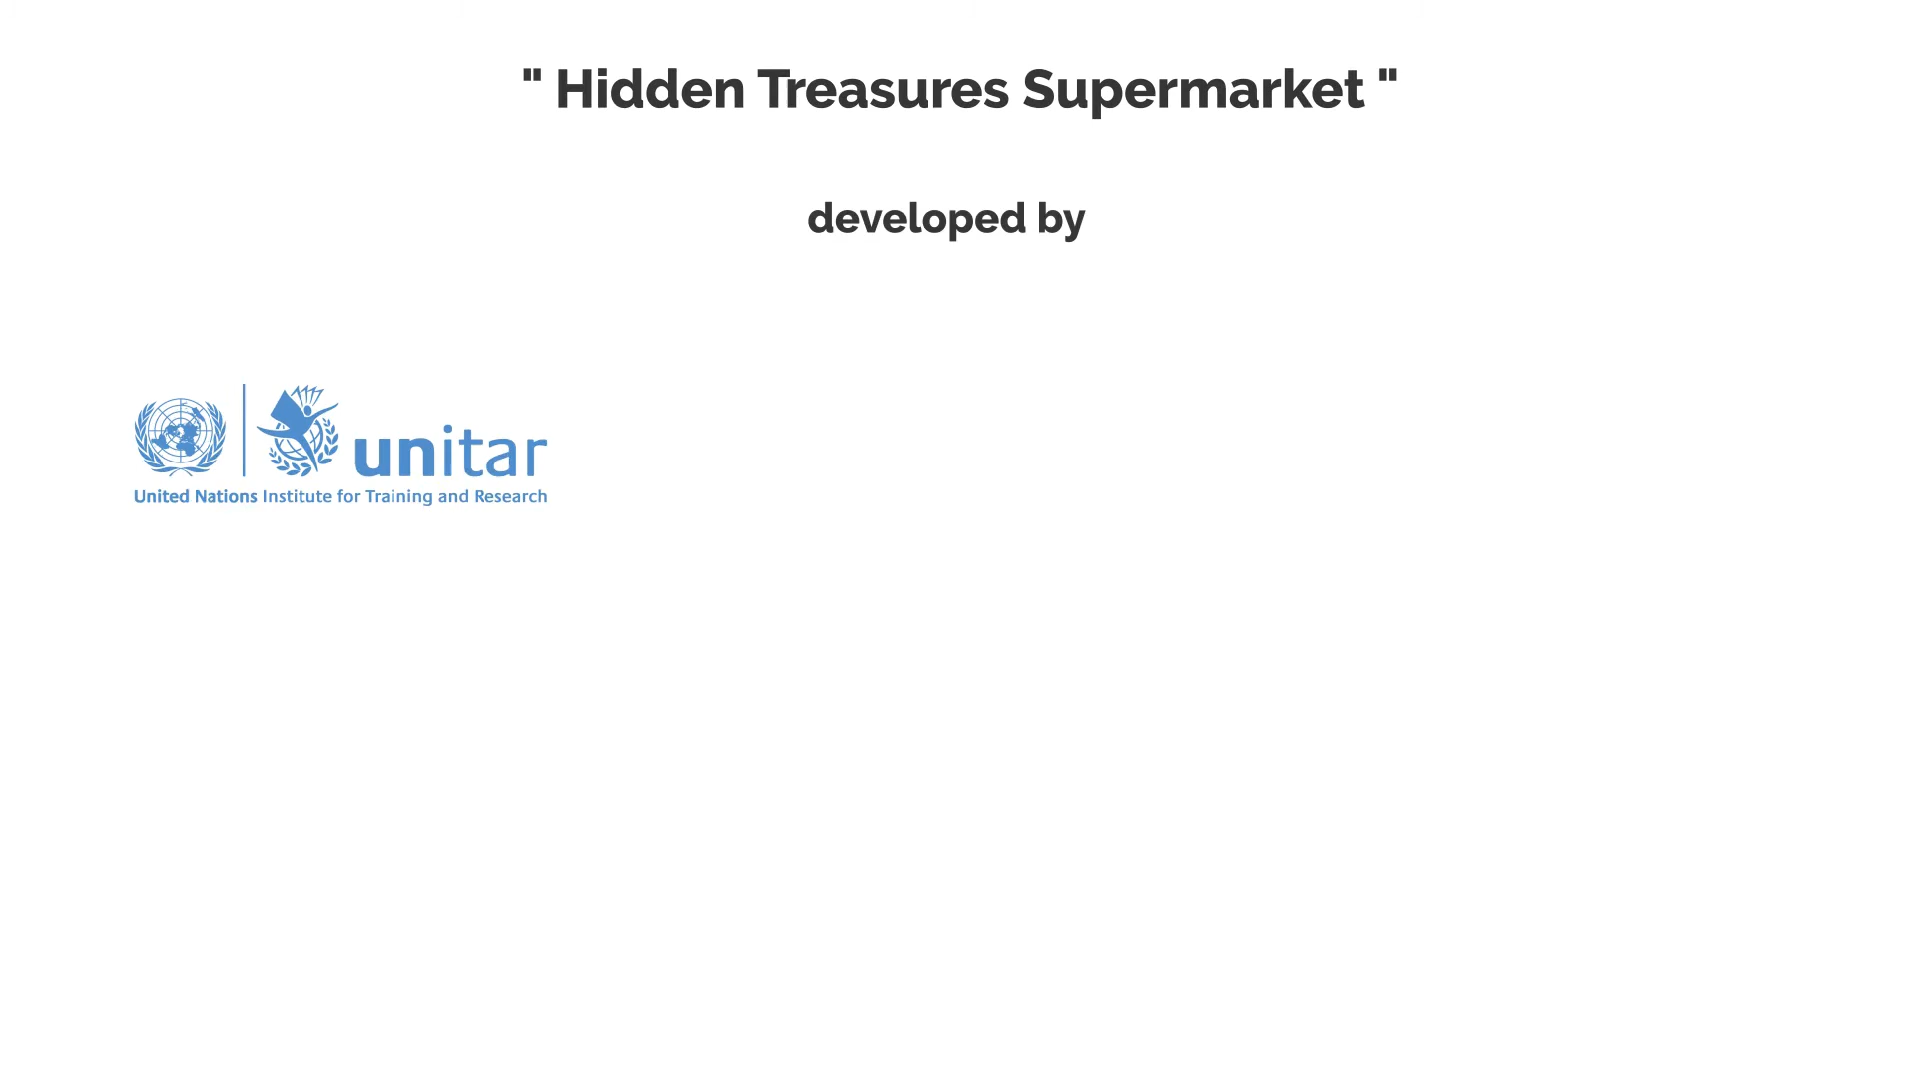 " Hidden Treasures Supermarket "
developed by
unitar
United Nations Institute for Training and Research